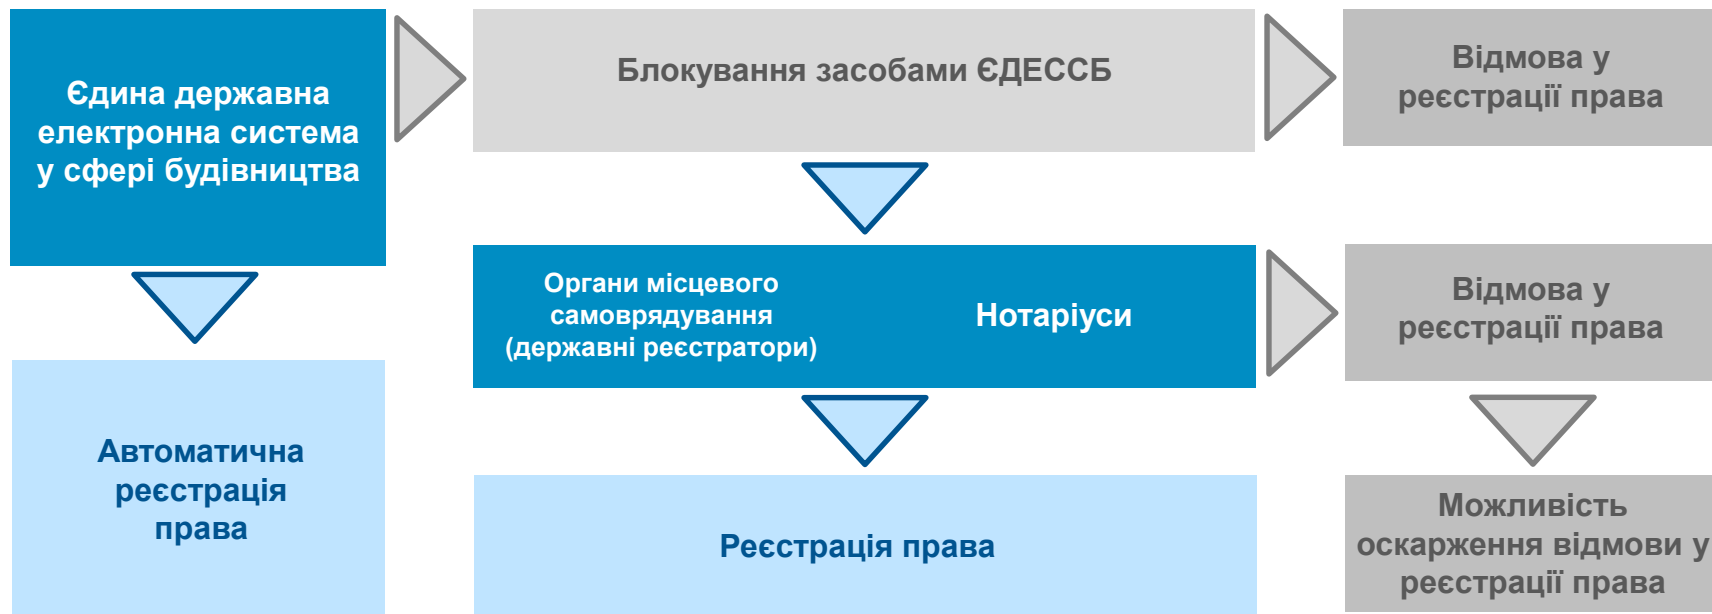 Єдина державна
електронна система
у сфері будівництва
Блокування засобами ЄДЕССБ
Відмова у
реєстрації права
Органи місцевого
самоврядування
(державні реєстратори)
Нотаріуси
Відмова у
реєстрації права
Автоматична
реєстрація
права
Реєстрація права
Можливість
оскарження відмови у
реєстрації права